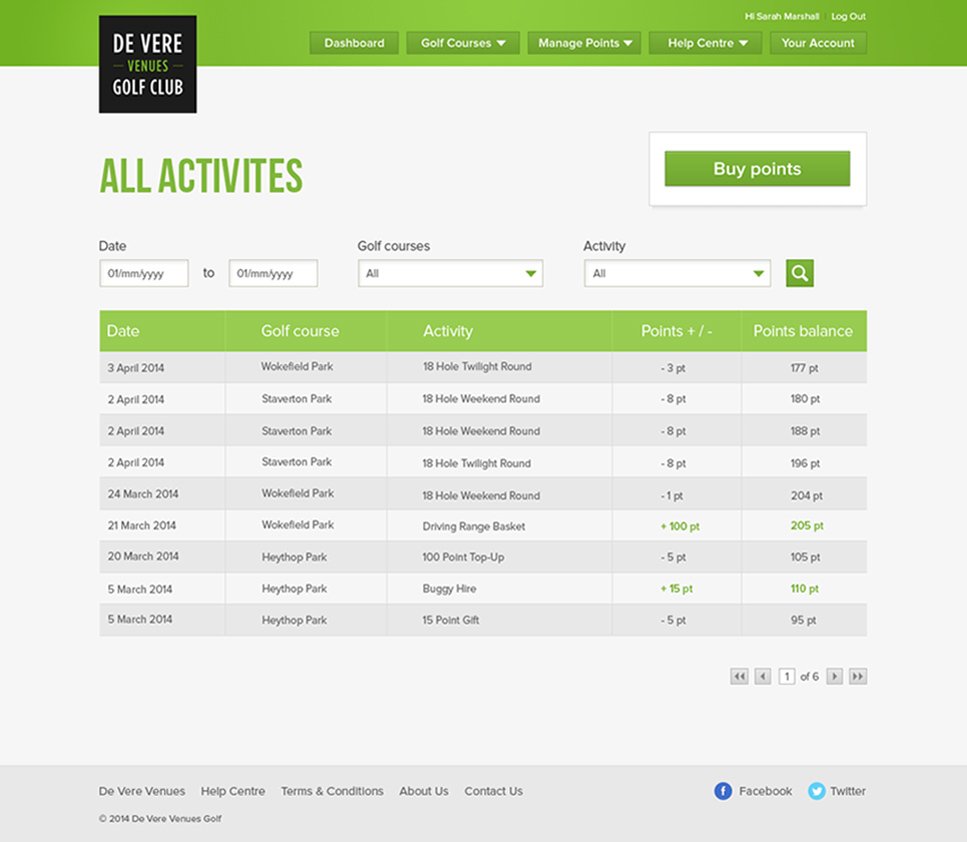 Hi Sarah Marshall | Log Out
DE VERE
VENUES
GOLF CLUB
Dashboard Golf Courses Manage Points Help Centre Your Account
ALL ACTIVITES
Buy points
Date Golf courses Activity
01/mm/yyyy to 01/mm/yyyy All All
Date Golf course Activity Points + / - Points balance
3 April 2014 Wokefield Park 18 Hole Twilight Round - 3 pt 177 pt
2 April 2014 Staverton Park 18 Hole Weekend Round - 8 pt 180 pt
2 April 2014 Staverton Park 18 Hole Weekend Round - 8 pt 188 pt
2 April 2014 Staverton Park 18 Hole Twilight Round - 8 pt 196 pt
24 March 2014 Wokefield Park 18 Hole Weekend Round - 1 pt 204 pt
21 March 2014 Wokefield Park Driving Range Basket + 100 pt 205 pt
20 March 2014 Heythop Park 100 Point Top-Up - 5 pt 105 pt
5 March 2014 Heythop Park Buggy Hire + 15 pt 110 pt
5 March 2014 Heythop Park 15 Point Gift - 5 pt 95 pt
1 of 6
De Vere Venues Help Centre Terms & Conditions About Us Contact Us f Facebook Twitter
© 2014 De Vere Venues Golf